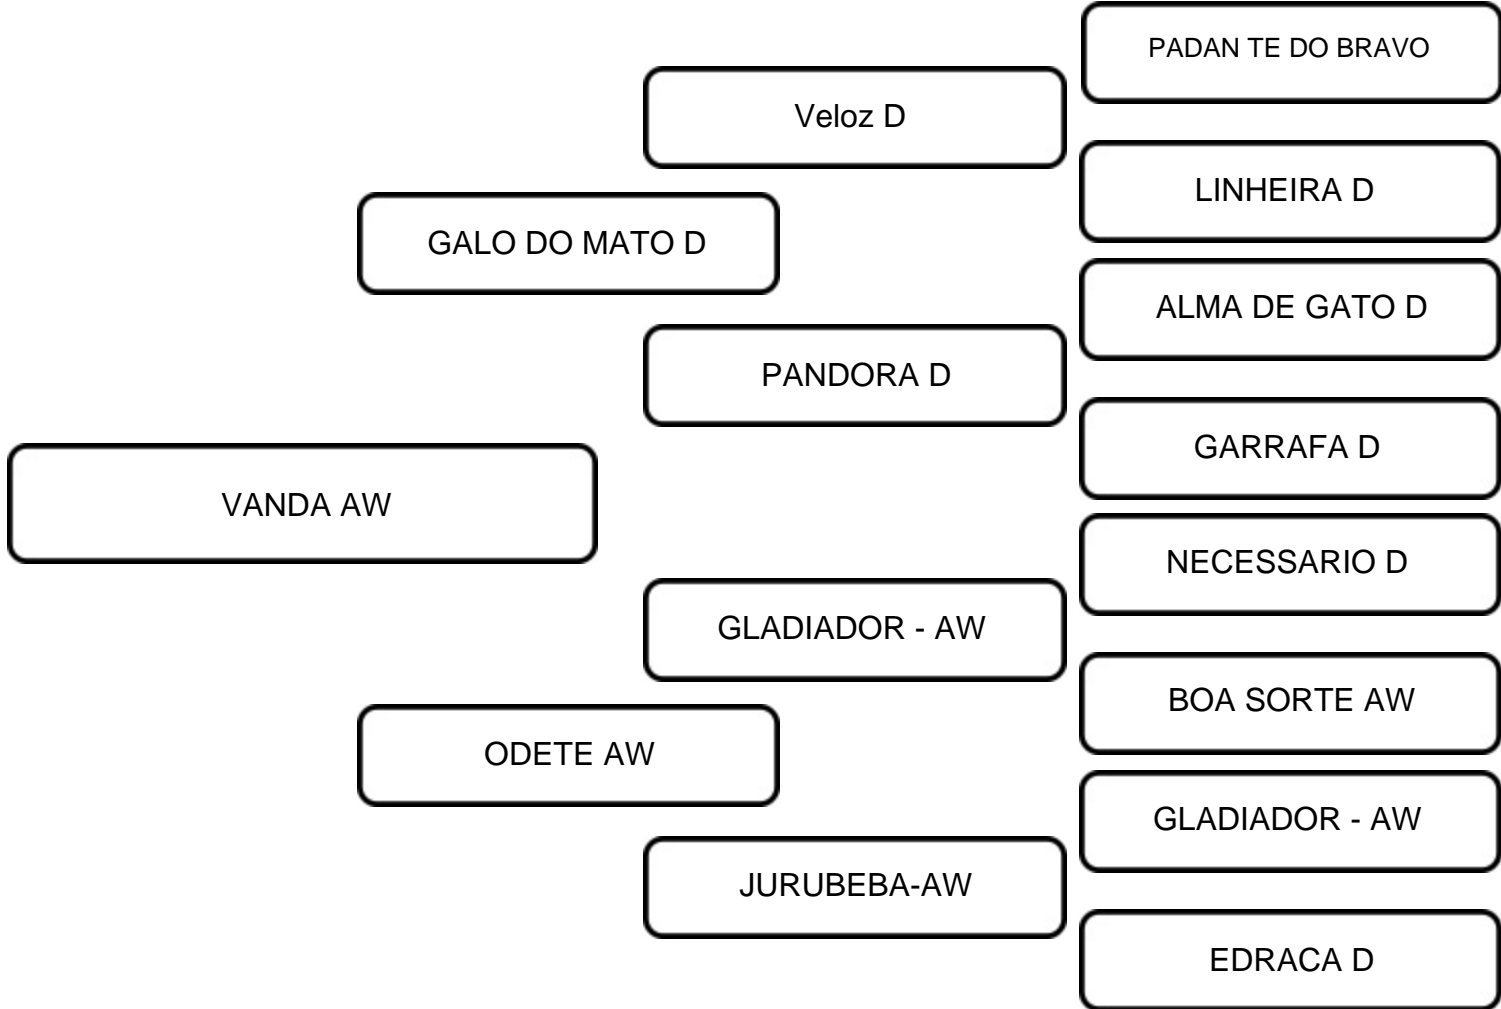 PADAN TE DO BRAVO
Veloz D
LINHEIRA D
GALO DO MATO D
ALMA DE GATO D
PANDORA D
GARRAFA D
VANDA AW
NECESSARIO D
GLADIADOR - AW
BOA SORTE AW
ODETE AW
GLADIADOR - AW
JURUBEBA-AW
EDRACA D